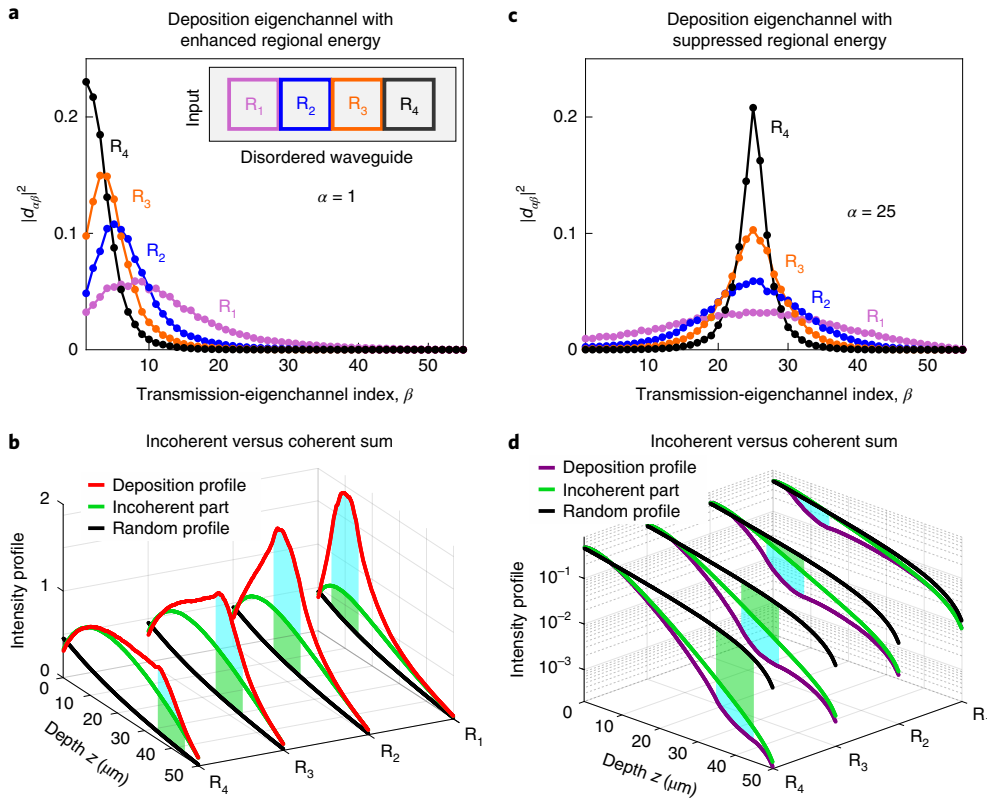 a
Deposition eigenchannel with
enhanced regional energy
0.2
0.1
0
|d_αβ|²
Input
R₁
R₂
R₃
R₄
Disordered waveguide
α = 1
R₄
R₃
R₂
R₁
10
20
30
40
50
Transmission-eigenchannel index, β
c
Deposition eigenchannel with
suppressed regional energy
0.2
0.1
0
|d_αβ|²
R₄
α = 25
R₃
R₂
R₁
10
20
30
40
50
Transmission-eigenchannel index, β
b
Incoherent versus coherent sum
Deposition profile
Incoherent part
Random profile
2
1
0
Intensity profile
0
10
20
30
40
50
Depth z (μm)
R₄
R₃
R₂
R₁
d
Incoherent versus coherent sum
Deposition profile
Incoherent part
Random profile
10⁻¹
10⁻²
10⁻³
Intensity profile
0
10
20
30
40
50
Depth z (μm)
R₄
R₃
R₂
R